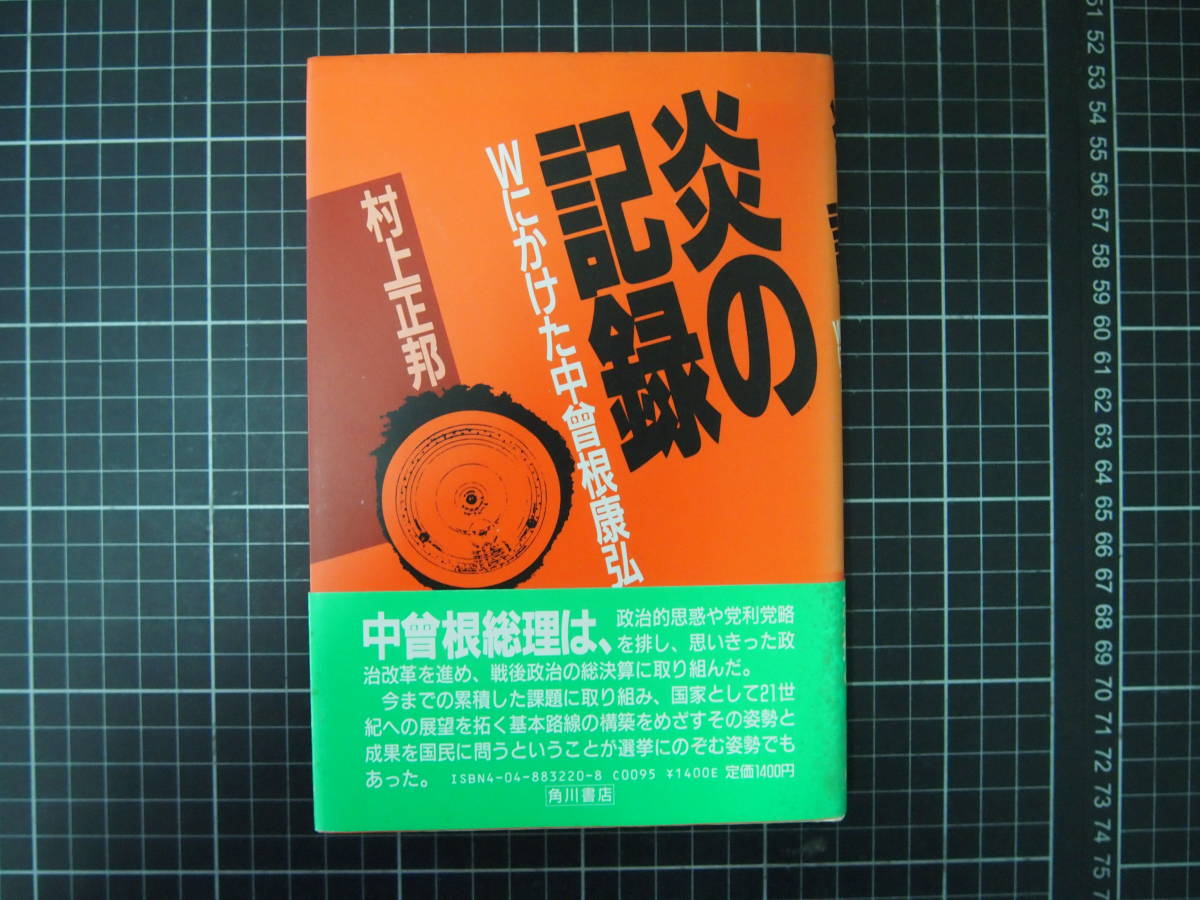 炎の
記録
Wにかけた中曾根康弘
村上正邦
中曾根総理は、政治的思惑や党利党略
を排し、思いきった政
治改革を進め、戦後政治の総決算に取り組んだ。
今までの累積した課題に取り組み、国家として21世
紀への展望を拓く基本路線の構築をめざすその姿勢と
成果を国民に問うということが選挙にのぞむ姿勢でも
あった。 ISBN4-04-883220-8 C0095 ¥1400E 定価1400円
角川書店
51
52
53
54
55
56
57
58
59
60
61
62
63
64
65
66
67
68
69
70
71
72
73
74
75